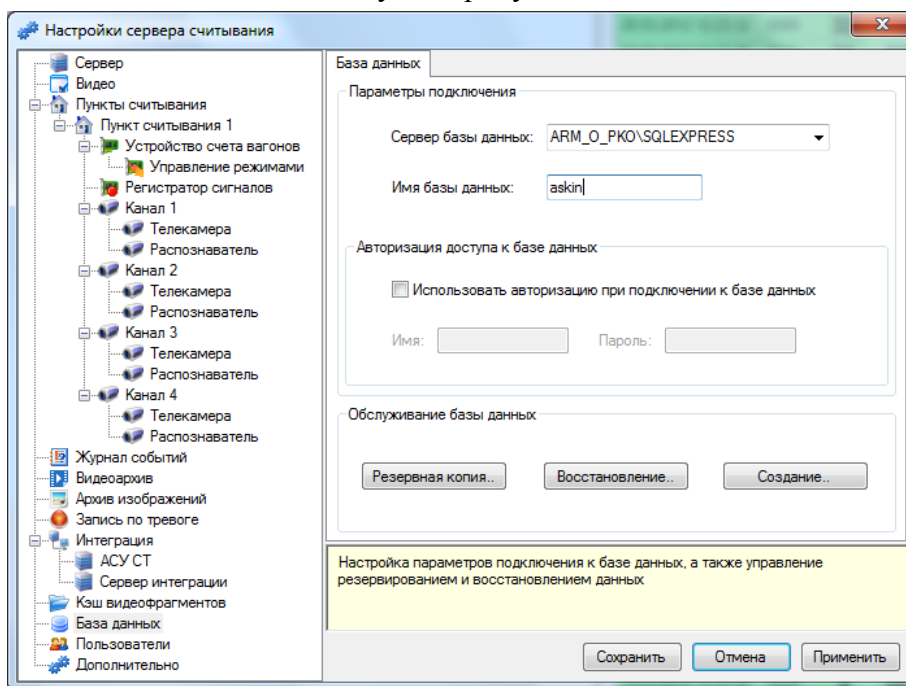 Настройки сервера считывания
Сервер
Видео
Пункты считывания
Пункт считывания 1
Устройство счета вагонов
Управление режимами
Регистратор сигналов
Канал 1
Телекамера
Распознаватель
Канал 2
Телекамера
Распознаватель
Канал 3
Телекамера
Распознаватель
Канал 4
Телекамера
Распознаватель
Журнал событий
Видеоархив
Архив изображений
Запись по тревоге
Интеграция
АСУ СТ
Сервер интеграции
Кэш видеофрагментов
База данных
Пользователи
Дополнительно
База данных
Параметры подключения
Сервер базы данных: ARM_O_PKO\SQLEXPRESS
Имя базы данных: askin
Авторизация доступа к базе данных
Использовать авторизацию при подключении к базе данных
Имя: Пароль:
Обслуживание базы данных
Резервная копия.. Восстановление.. Создание..
Настройка параметров подключения к базе данных, а также управление
резервированием и восстановлением данных
Сохранить Отмена Применить